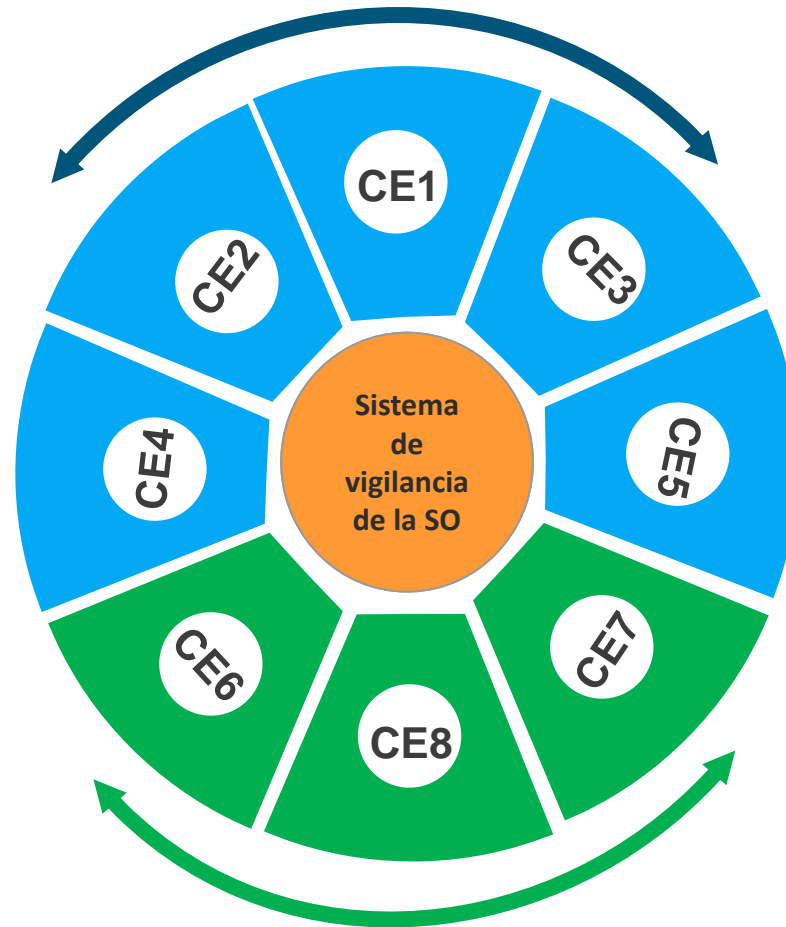 CE1
CE2
CE3
CE4
Sistema
de
vigilancia
de la SO
CE5
CE6
CE7
CE8